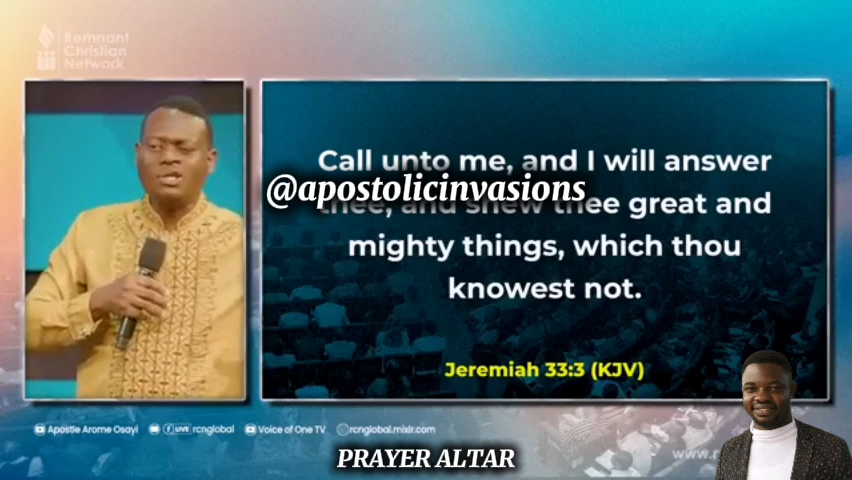 Remnant
Christian
Network
Call unto me, and I will answer
@apostolicinvasions
thee, and shew thee great and
mighty things, which thou
knowest not.
Jeremiah 33:3 (KJV)
Apostle Arome Osayi
LIVE rcnglobal
Voice of One TV
rcnglobal.mixlr.com
PRAYER ALTAR